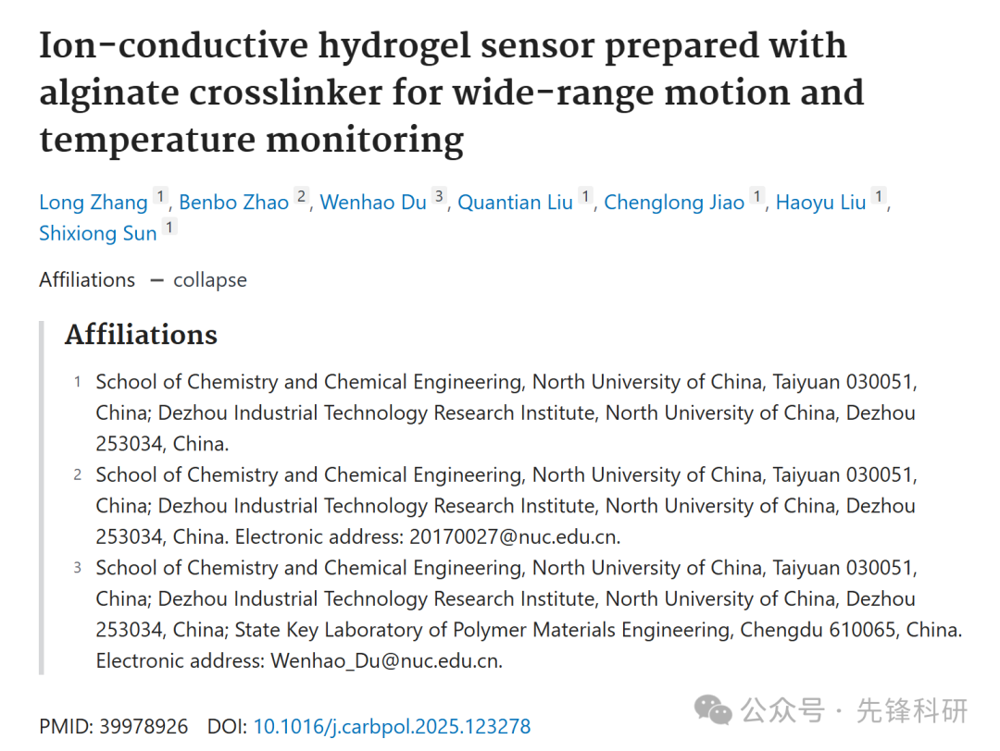 Ion-conductive hydrogel sensor prepared with
alginate crosslinker for wide-range motion and
temperature monitoring
Long Zhang 1, Benbo Zhao 2, Wenhao Du 3, Quantian Liu 1, Chenglong Jiao 1, Haoyu Liu 1,
Shixiong Sun 1
Affiliations — collapse
Affiliations
1 School of Chemistry and Chemical Engineering, North University of China, Taiyuan 030051,
China; Dezhou Industrial Technology Research Institute, North University of China, Dezhou
253034, China.
2 School of Chemistry and Chemical Engineering, North University of China, Taiyuan 030051,
China; Dezhou Industrial Technology Research Institute, North University of China, Dezhou
253034, China. Electronic address: 20170027@nuc.edu.cn.
3 School of Chemistry and Chemical Engineering, North University of China, Taiyuan 030051,
China; Dezhou Industrial Technology Research Institute, North University of China, Dezhou
253034, China; State Key Laboratory of Polymer Materials Engineering, Chengdu 610065, China.
Electronic address: Wenhao_Du@nuc.edu.cn.
PMID: 39978926 DOI: 10.1016/j.carbpol.2025.123278
公众号 · 先锋科研